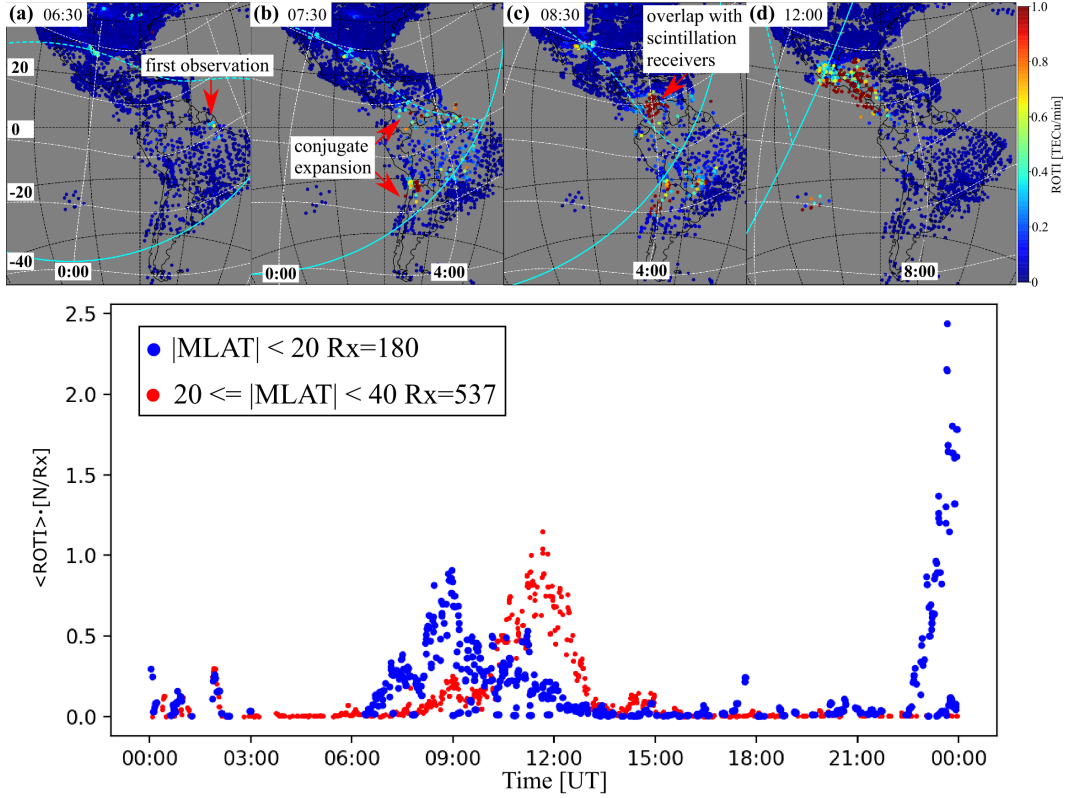 (a) 06:30
(b) 07:30
(c) 08:30
(d) 12:00
first observation
conjugate
expansion
overlap with
scintillation
receivers
20
0
-20
-40
0:00
0:00
4:00
4:00
8:00
1.0
0.8
0.6
0.4
0.2
0
ROTI [TECu/min]
2.5
2.0
1.5
1.0
0.5
0.0
<ROTI>•[N/Rx]
|MLAT| < 20 Rx=180
20 <= |MLAT| < 40 Rx=537
00:00 03:00 06:00 09:00 12:00 15:00 18:00 21:00 00:00
Time [UT]